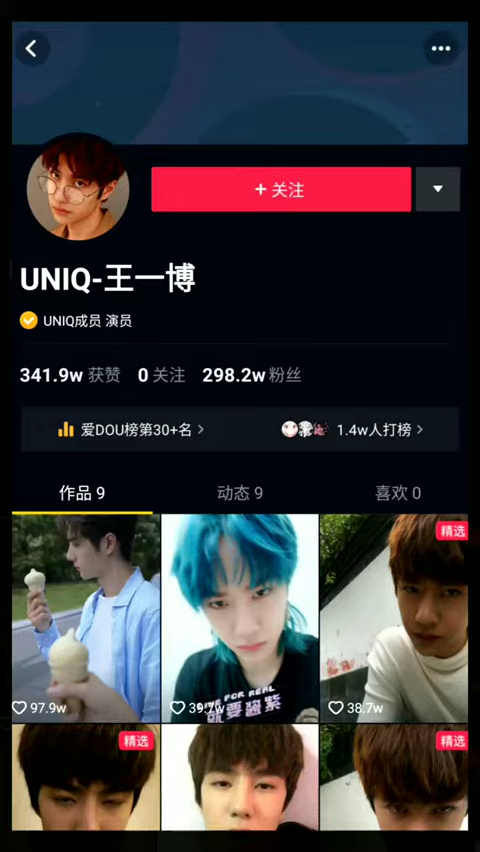 + 关注
UNIQ-王一博
UNIQ成员 演员
341.9w 获赞 0 关注 298.2w 粉丝
爱DOU榜第30+名 > 1.4w人打榜 >
作品 9 动态 9 喜欢 0
精选
FOR REAL
97.9w 39.7w 38.7w
精选 精选